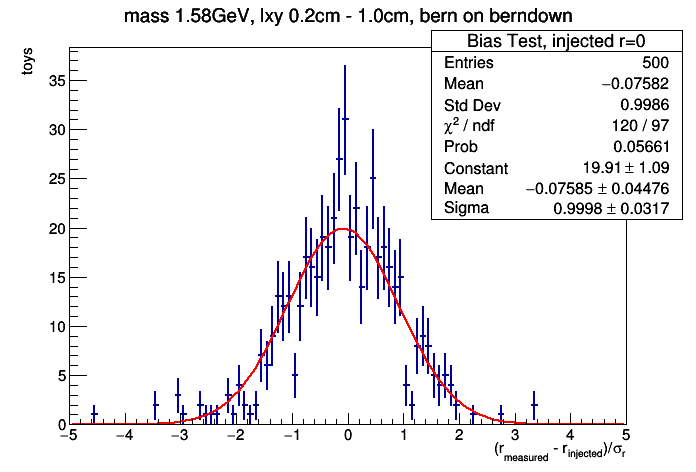 mass 1.58GeV, lxy 0.2cm - 1.0cm, bern on berndown
Bias Test, injected r=0
Entries 500
Mean −0.07582
Std Dev 0.9986
χ² / ndf 120 / 97
Prob 0.05661
Constant 19.91 ± 1.09
Mean −0.07585 ± 0.04476
Sigma 0.9998 ± 0.0317
toys
35
30
25
20
15
10
5
0
−5 −4 −3 −2 −1 0 1 2 3 4 5
(r_measured - r_injected)/σ_r